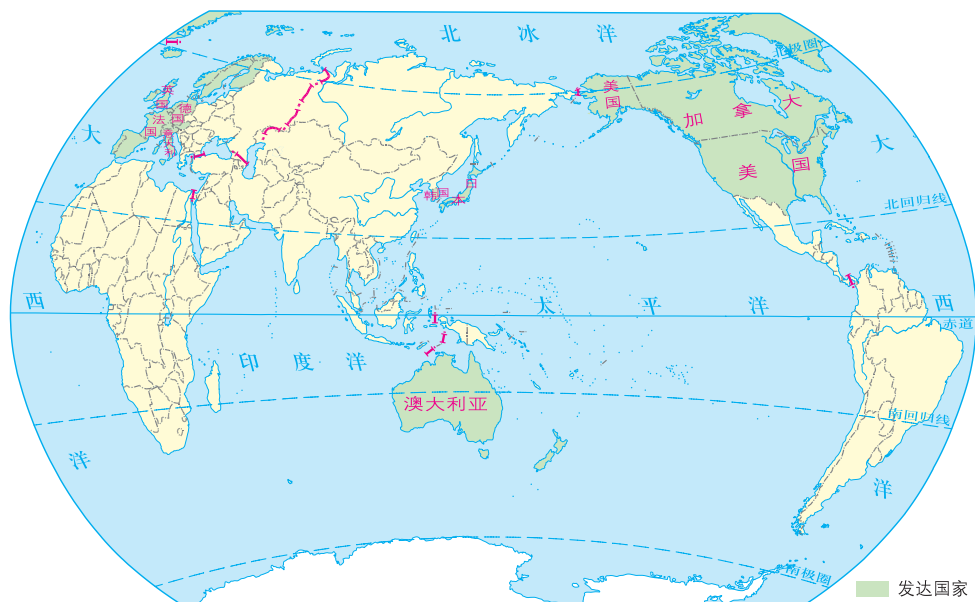 北冰洋
北极圈
英国
德国
法国
意大利
美国
加拿大
大
大
美国
日本
韩国
北回归线
西
太平洋
西
赤道
印度洋
澳大利亚
南回归线
洋
洋
南极圈
发达国家